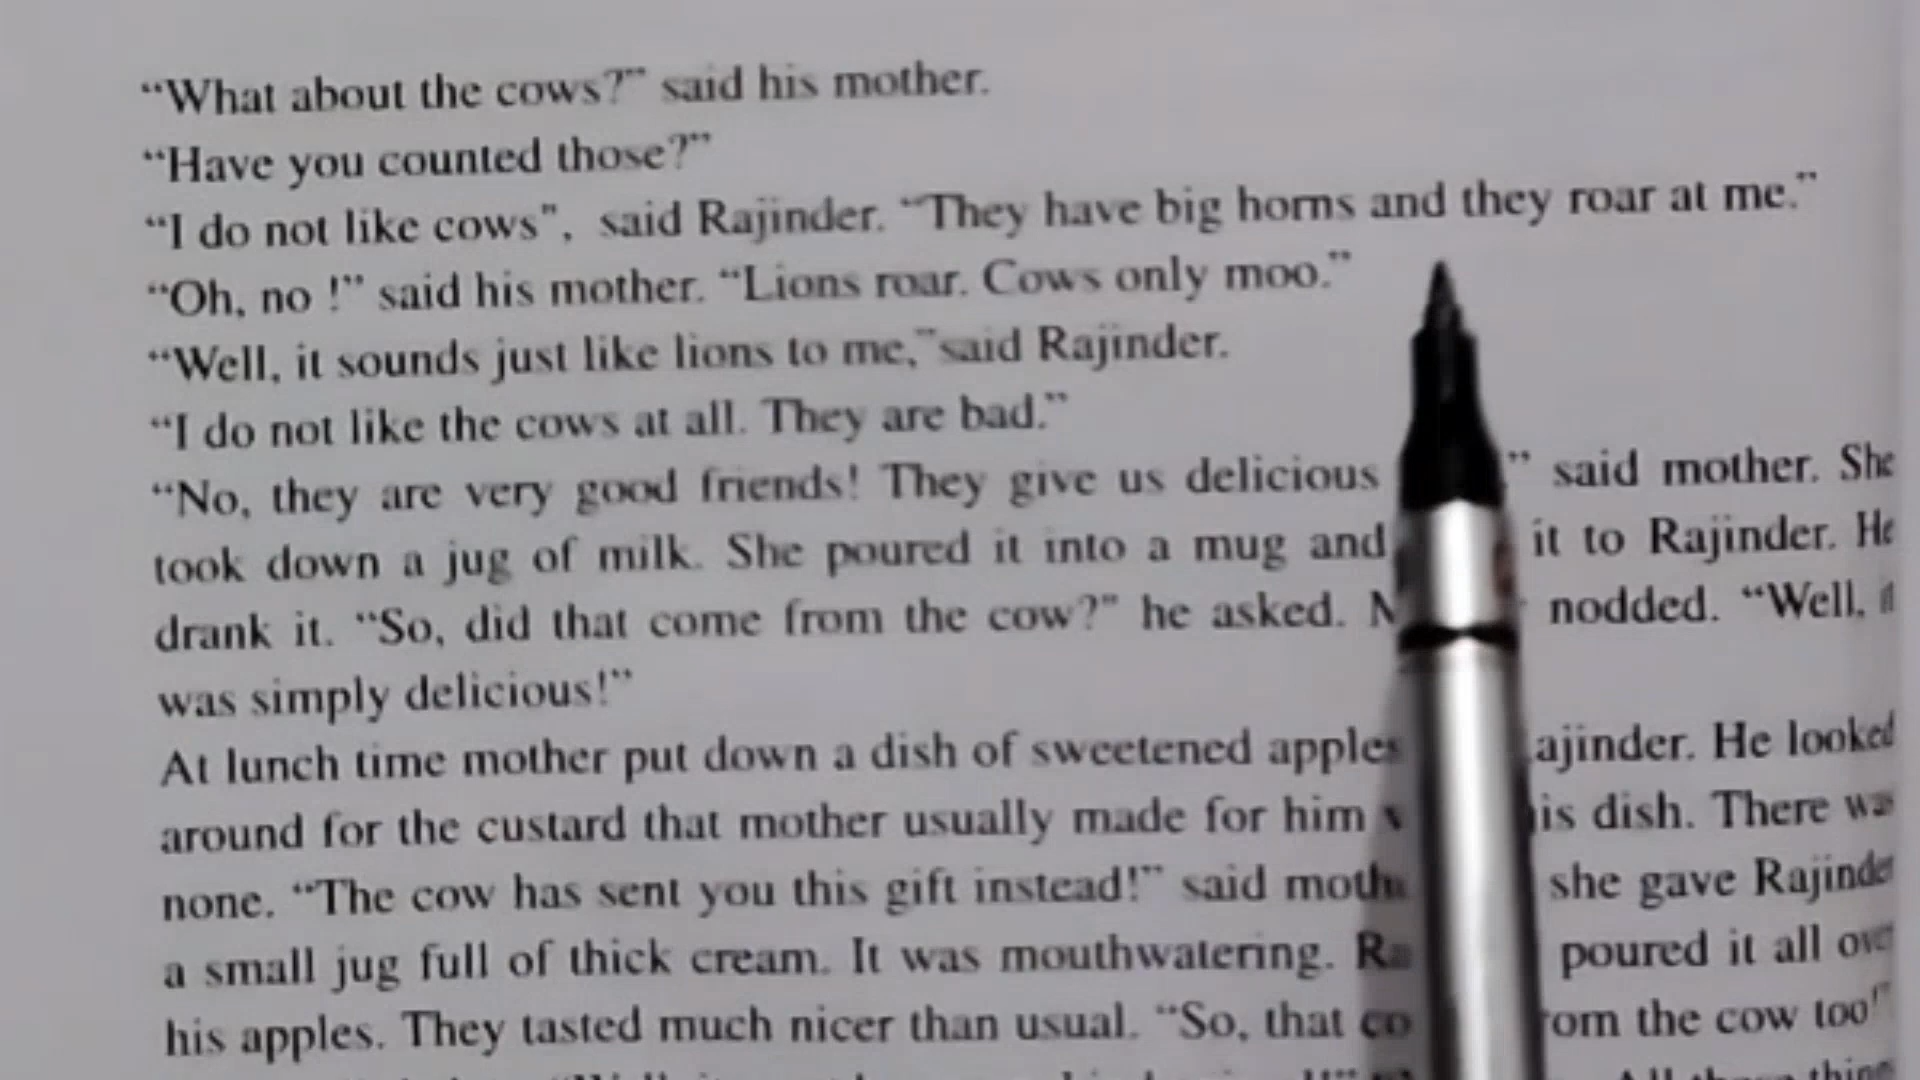 “What about the cows?” said his mother.
“Have you counted those?”
“I do not like cows", said Rajinder. “They have big horns and they roar at me.”
“Oh, no !” said his mother. “Lions roar. Cows only moo.”
“Well, it sounds just like lions to me,”said Rajinder.
“I do not like the cows at all. They are bad.”
“No, they are very good friends! They give us delicious ” said mother. She
took down a jug of milk. She poured it into a mug and it to Rajinder. He
drank it. “So, did that come from the cow?" he asked. nodded. “Well, it
was simply delicious!”
At lunch time mother put down a dish of sweetened apples Rajinder. He looked
around for the custard that mother usually made for him dish. There was
none. “The cow has sent you this gift instead!” said mother she gave Rajinder
a small jug full of thick cream. It was mouthwatering. poured it all over
his apples. They tasted much nicer than usual. “So, that from the cow too!”